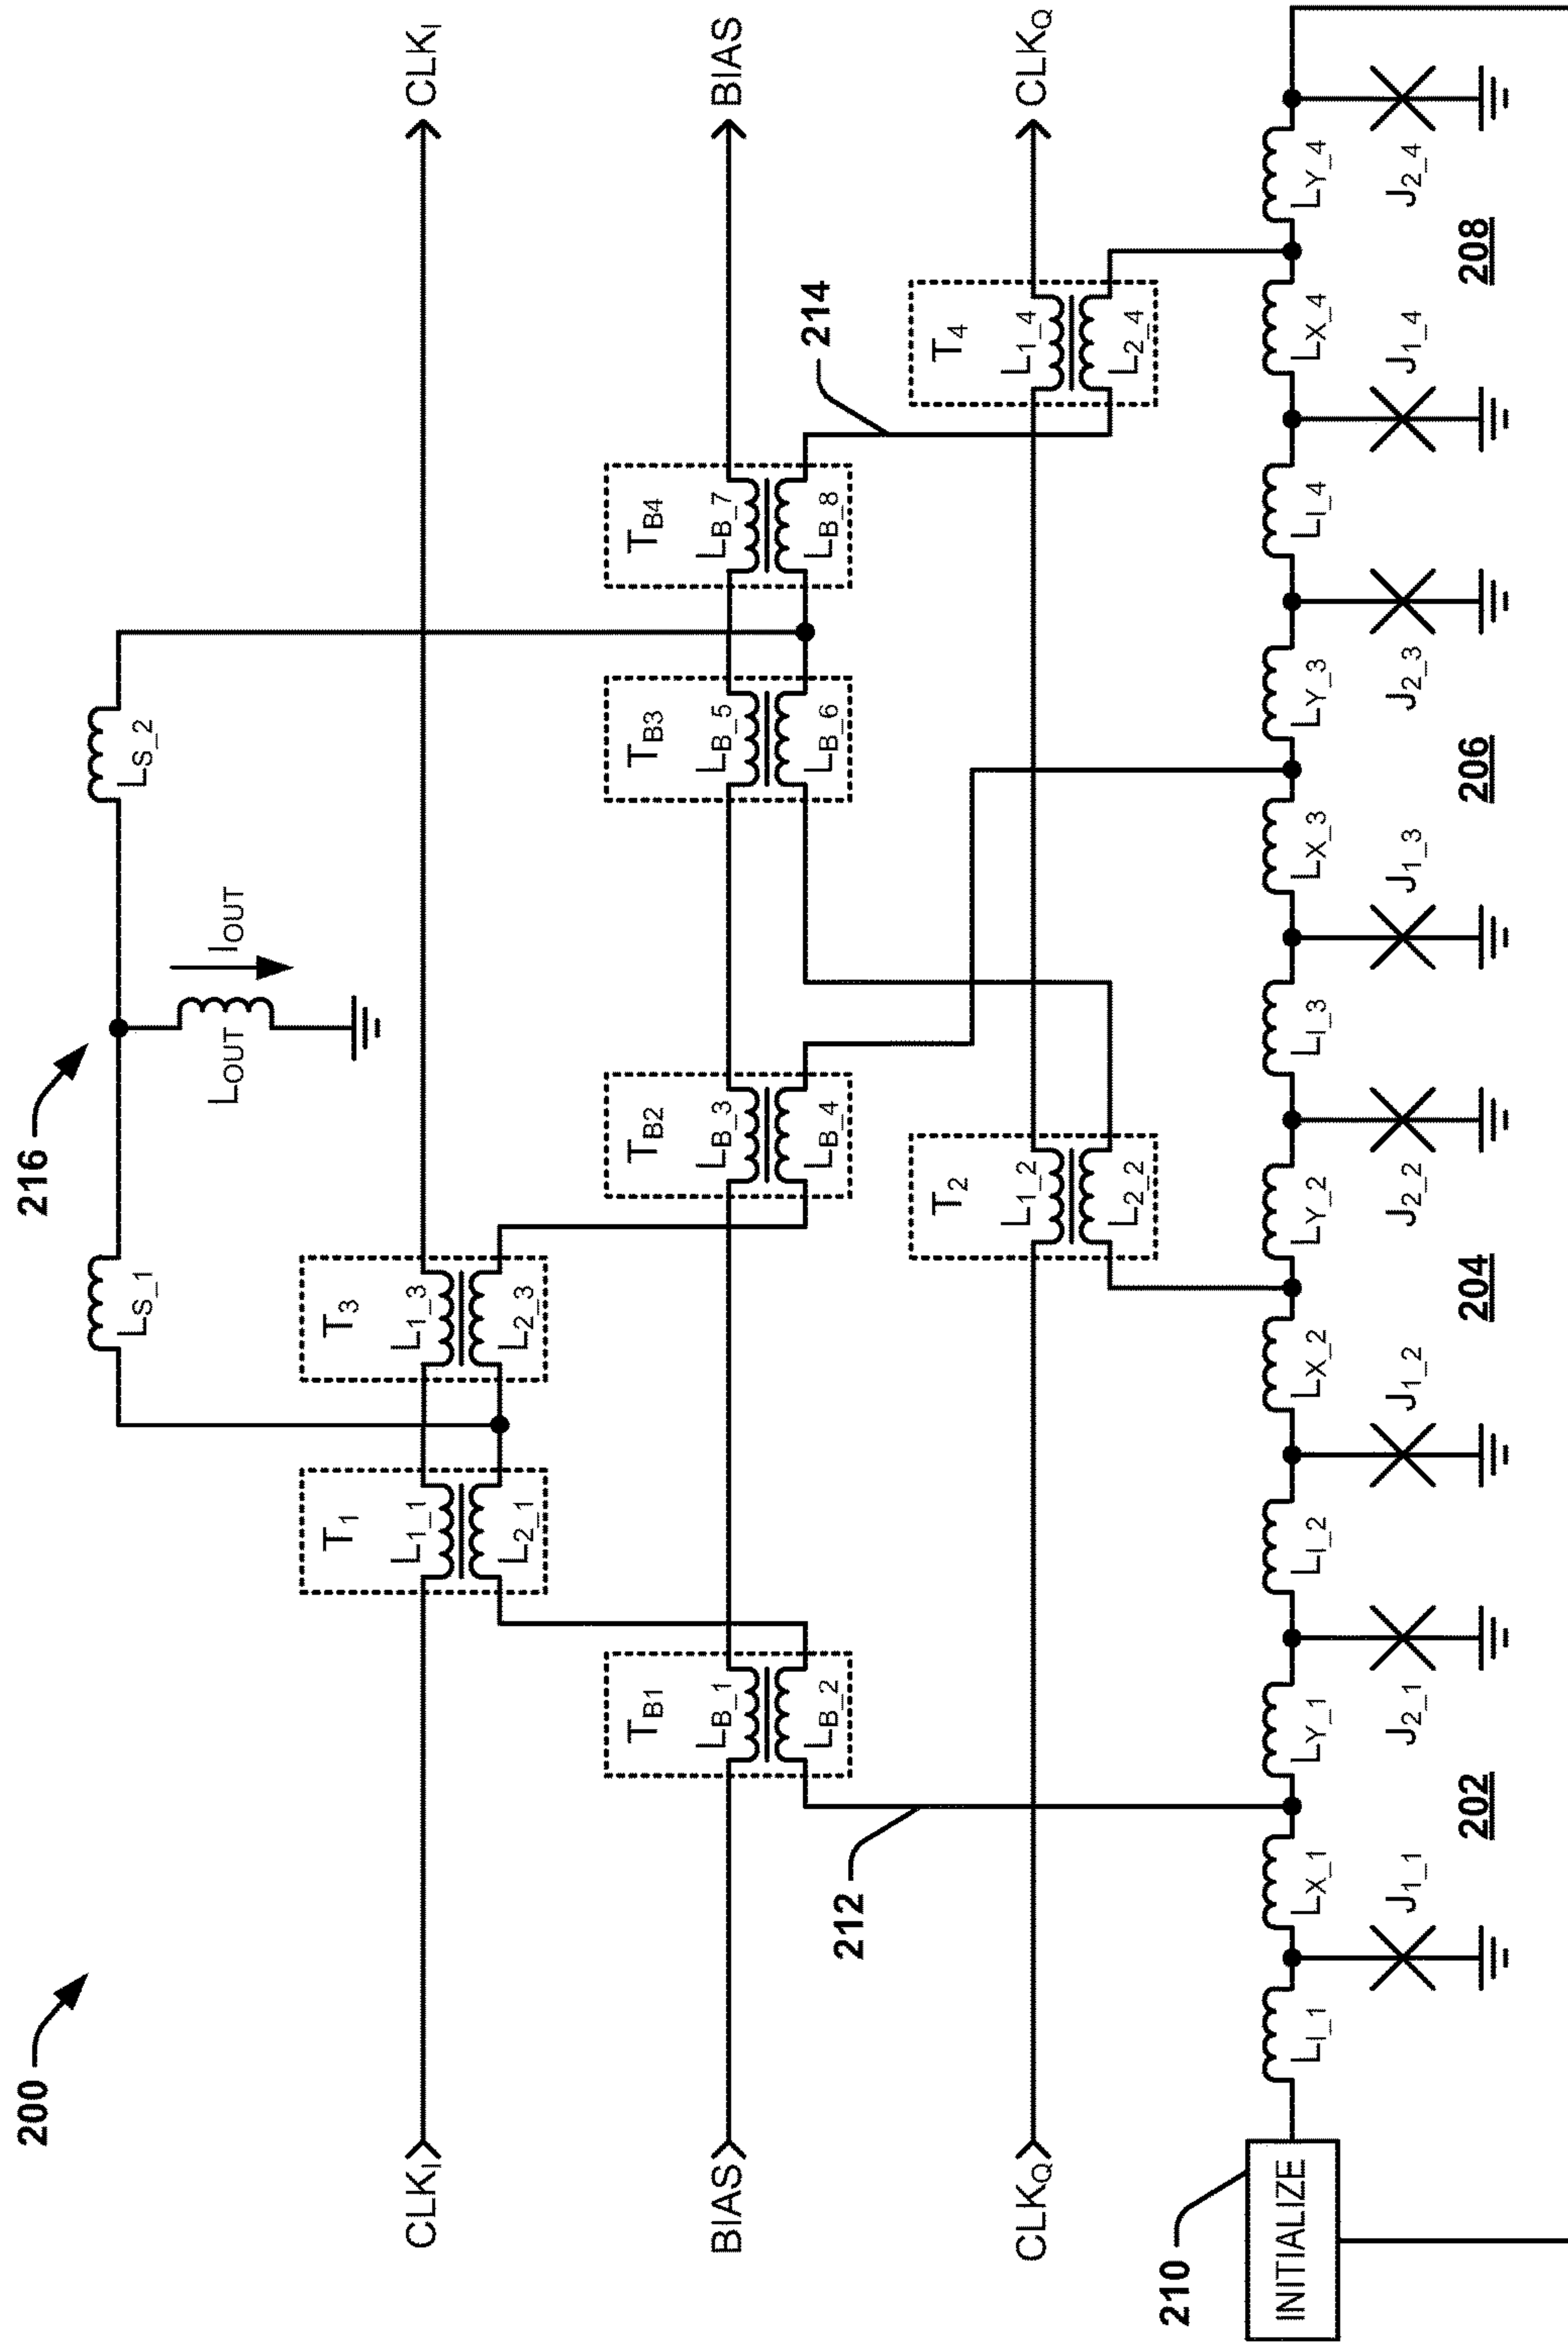 200
216
L_S_1
L_S_2
L_OUT
I_OUT
CLK_I
T_1
L_1_1
L_2_1
T_3
L_1_3
L_2_3
CLK_I
BIAS
T_B1
L_B_1
L_B_2
T_B2
L_B_3
L_B_4
T_B3
L_B_5
L_B_6
T_B4
L_B_7
L_B_8
BIAS
212
214
CLK_Q
T_2
L_1_2
L_2_2
T_4
L_1_4
L_2_4
CLK_Q
210
INITIALIZE
L_I_1
L_X_1
L_Y_1
L_I_2
L_X_2
L_Y_2
L_I_3
L_X_3
L_Y_3
L_I_4
L_X_4
L_Y_4
J_1_1
J_2_1
J_1_2
J_2_2
J_1_3
J_2_3
J_1_4
J_2_4
202
204
206
208